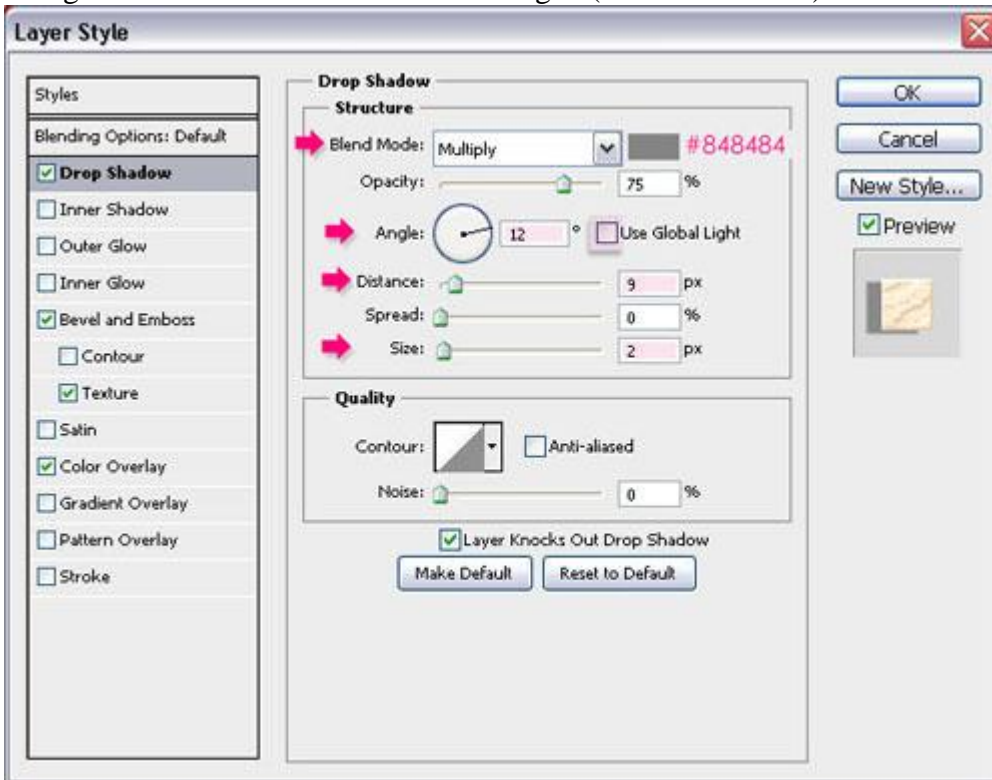 Layer Style
Styles
Blending Options: Default
Drop Shadow
Inner Shadow
Outer Glow
Inner Glow
Bevel and Emboss
Contour
Texture
Satin
Color Overlay
Gradient Overlay
Pattern Overlay
Stroke
Drop Shadow
Structure
Blend Mode: Multiply #848484
Opacity: 75 %
Angle: 12 ° Use Global Light
Distance: 9 px
Spread: 0 %
Size: 2 px
Quality
Contour: Anti-aliased
Noise: 0 %
Layer Knocks Out Drop Shadow
Make Default Reset to Default
OK
Cancel
New Style...
Preview